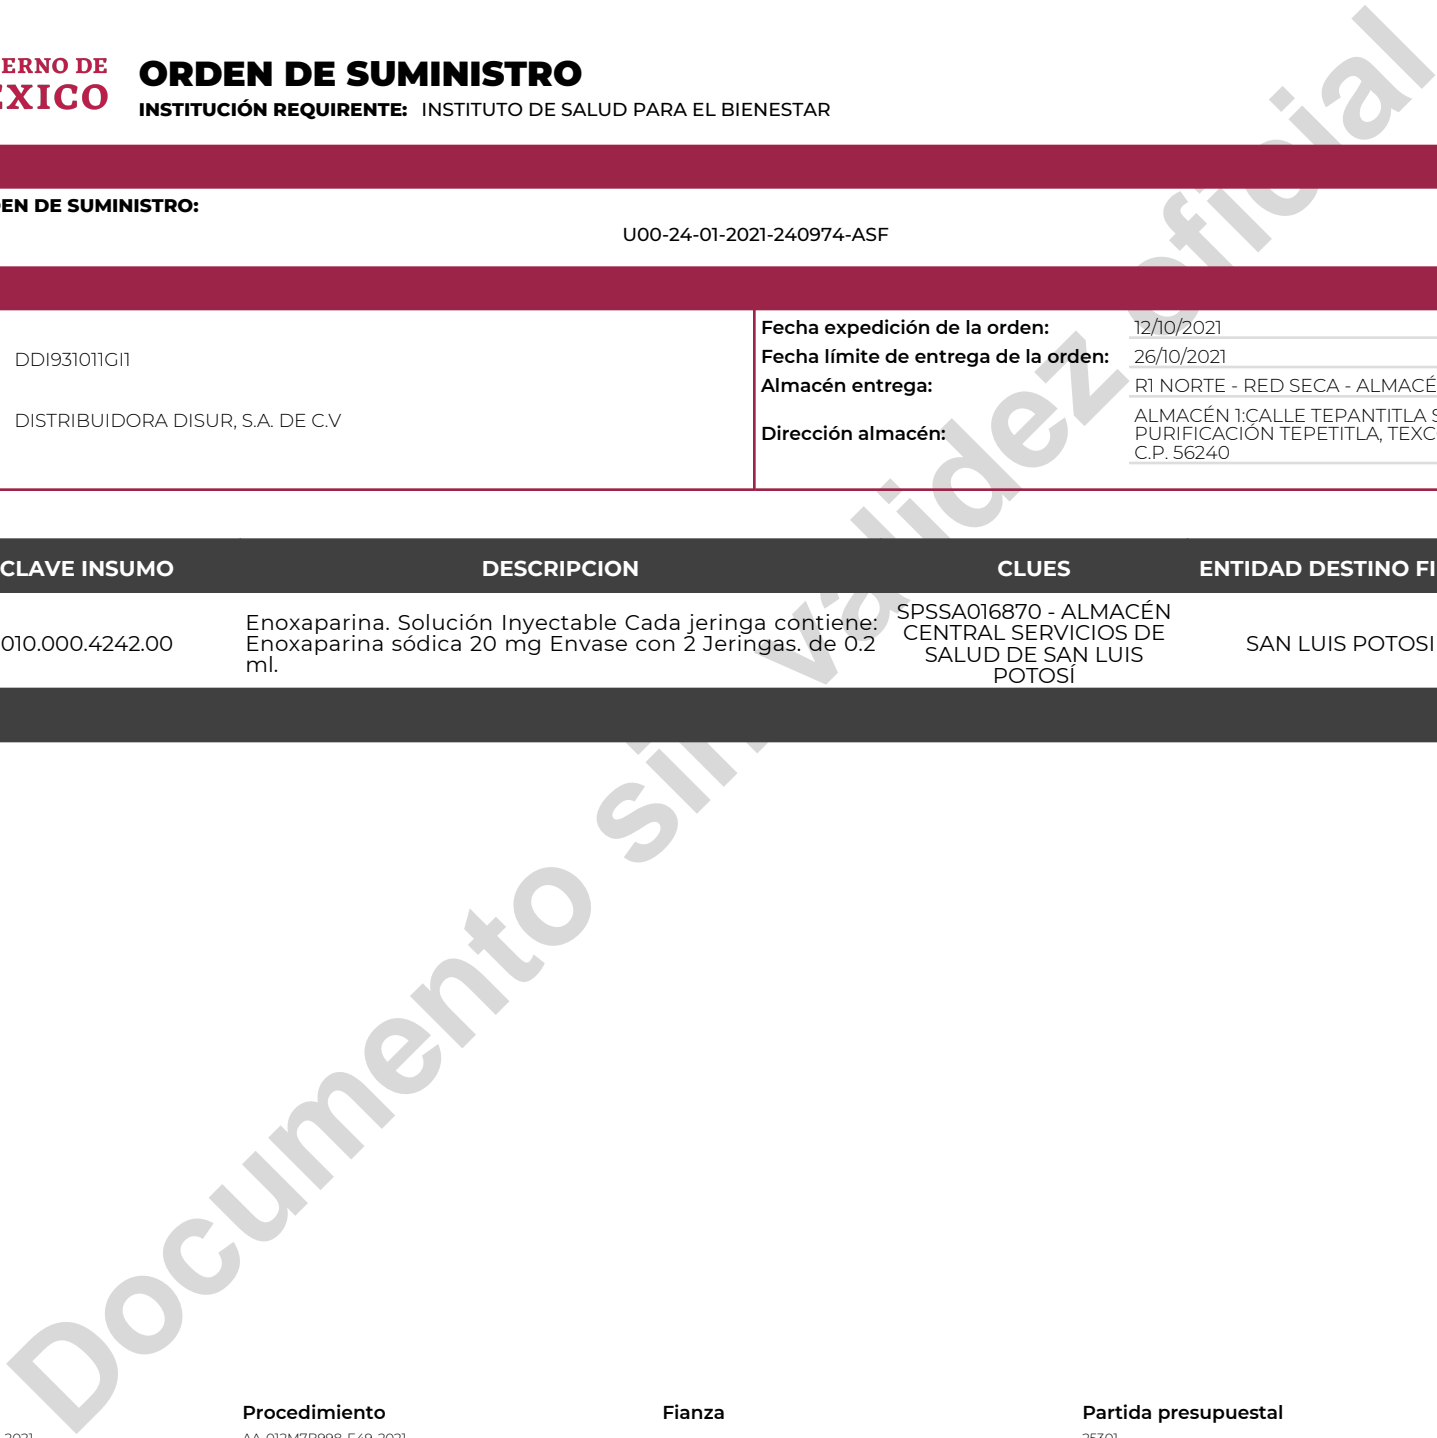 ERNO DE
ORDEN DE SUMINISTRO
INSTITUCIÓN REQUIRENTE: INSTITUTO DE SALUD PARA EL BIENESTAR
EN DE SUMINISTRO:
U00-24-01-2021-240974-ASF
DDI931011GI1
DISTRIBUIDORA DISUR, S.A. DE C.V
Fecha expedición de la orden: 12/10/2021
Fecha límite de entrega de la orden: 26/10/2021
Almacén entrega: R1 NORTE - RED SECA - ALMACÉ
Dirección almacén:
ALMACÉN 1:CALLE TEPANTITLA S
PURIFICACIÓN TEPETITLA, TEXC
C.P. 56240
CLAVE INSUMO DESCRIPCION CLUES ENTIDAD DESTINO FI
010.000.4242.00
Enoxaparina. Solución Inyectable Cada jeringa contiene:
Enoxaparina sódica 20 mg Envase con 2 Jeringas. de 0.2
ml.
SPSSA016870 - ALMACÉN
CENTRAL SERVICIOS DE
SALUD DE SAN LUIS
POTOSÍ
SAN LUIS POTOSI
Documento sin validez oficial
Procedimiento Fianza Partida presupuestal